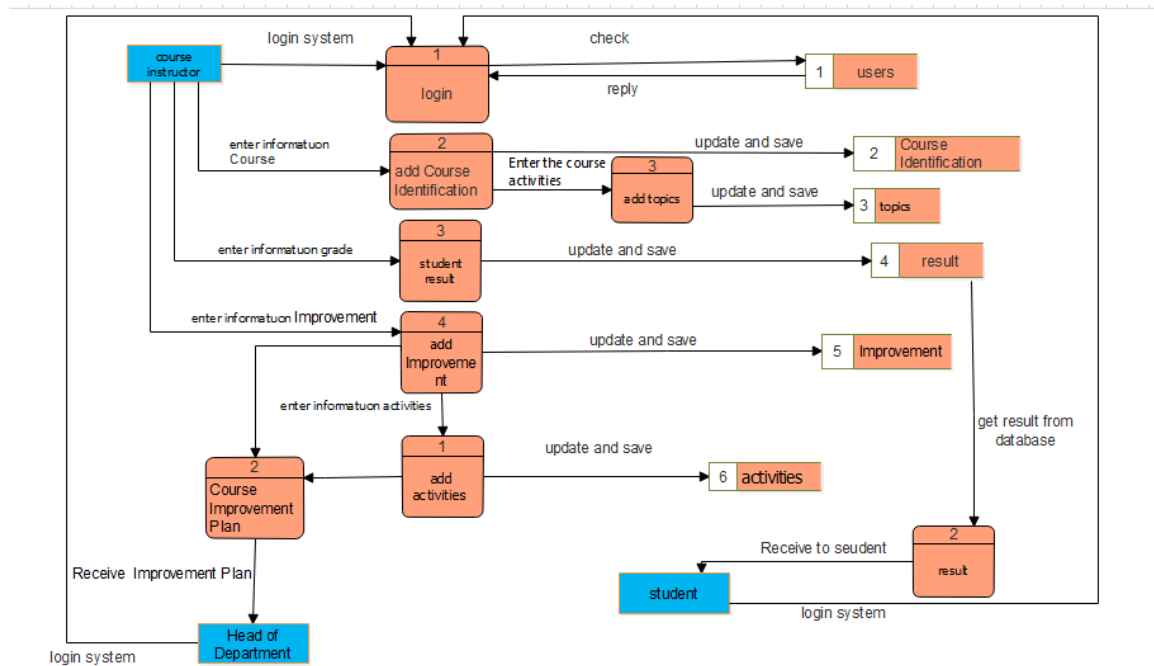 login system
check
course
instructor
1
login
1
users
reply
enter informatuon
Course
2
add Course
Identification
update and save
2
Course
Identification
Enter the course
activities
3
add topics
update and save
3
topics
enter informatuon grade
3
student
result
update and save
4
result
enter informatuon Improvement
4
add
Improveme
nt
update and save
5
Improvement
enter informatuon activities
get result from
database
1
add
activities
update and save
6
activities
2
Course
Improvement
Plan
Receive to seudent
2
result
Receive Improvement Plan
student
login system
Head of
Department
login system